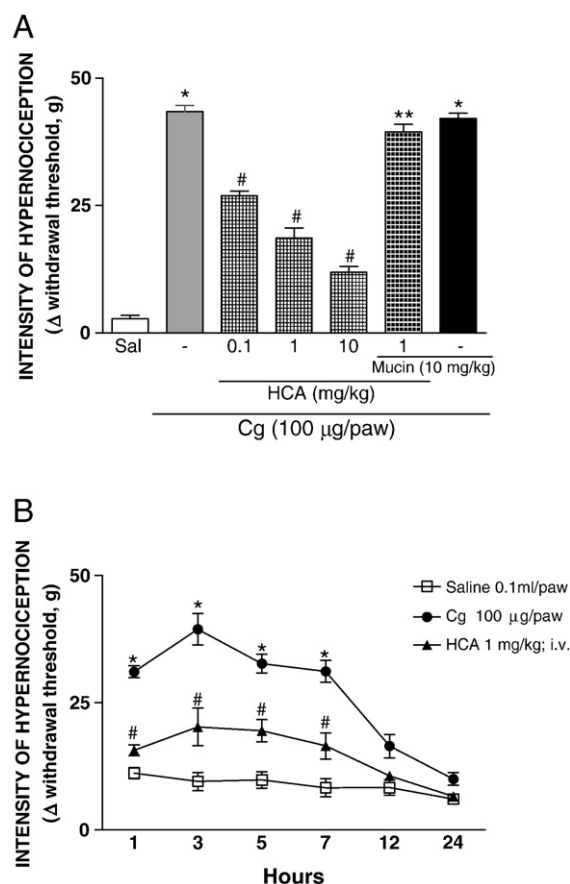 A
INTENSITY OF HYPERNOCICEPTION
(Δ withdrawal threshold, g)
50
25
0
*
#
#
#
**
*
Sal - 0.1 1 10 1 -
Mucin (10 mg/kg)
HCA (mg/kg)
Cg (100 μg/paw)
B
INTENSITY OF HYPERNOCICEPTION
(Δ withdrawal threshold, g)
50
25
0
Saline 0.1ml/paw
Cg 100 μg/paw
HCA 1 mg/kg; i.v.
* * * *
# # # #
1 3 5 7 12 24
Hours